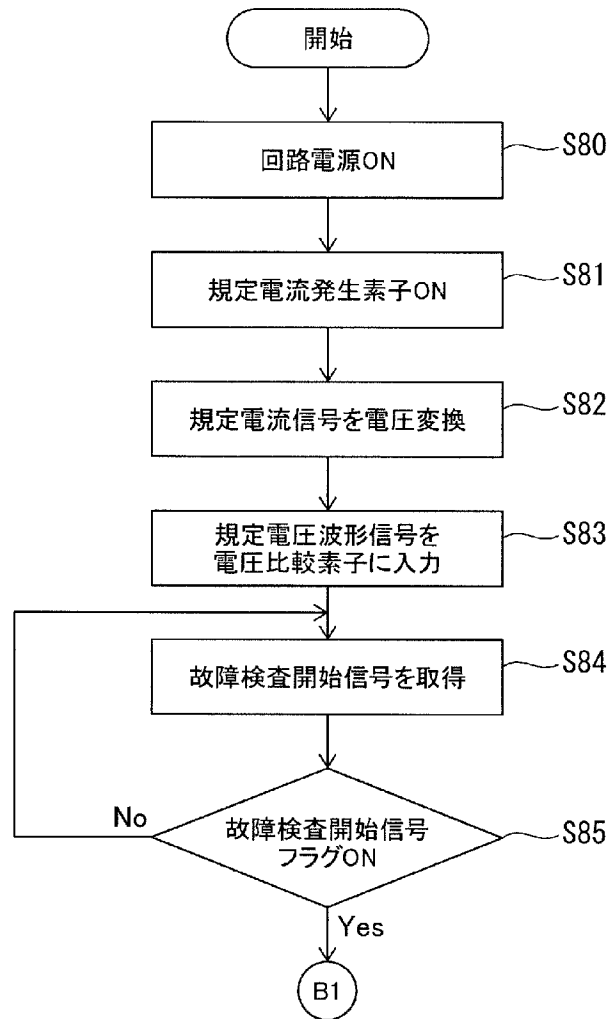 開始
回路電源ON
S80
規定電流発生素子ON
S81
規定電流信号を電圧変換
S82
規定電圧波形信号を
電圧比較素子に入力
S83
故障検査開始信号を取得
S84
故障検査開始信号
フラグON
S85
No
Yes
B1